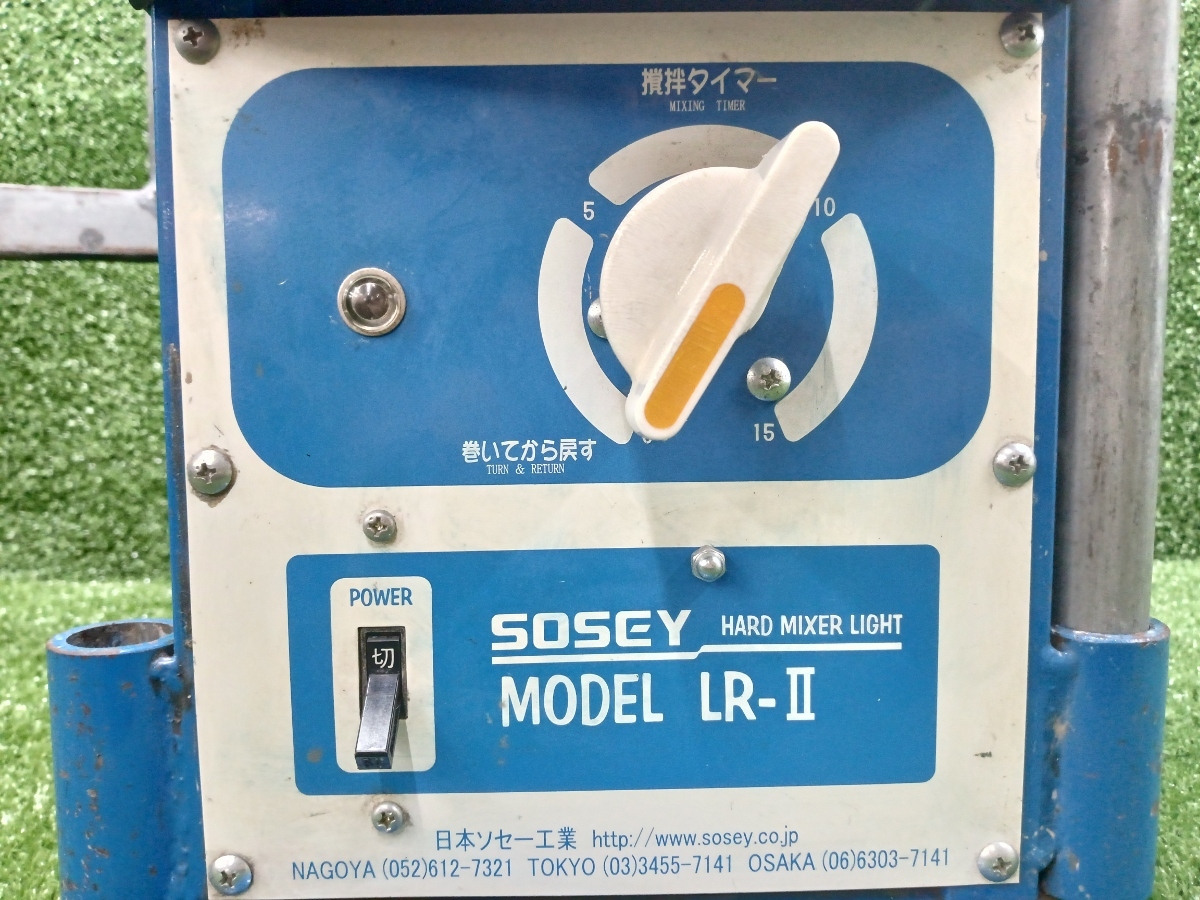 撹拌タイマー
MIXING TIMER
5
10
15
巻いてから戻す
TURN & RETURN
POWER
切
SOSEY HARD MIXER LIGHT
MODEL LR-Ⅱ
日本ソセー工業 http://www.sosey.co.jp
NAGOYA (052)612-7321 TOKYO (03)3455-7141 OSAKA (06)6303-7141